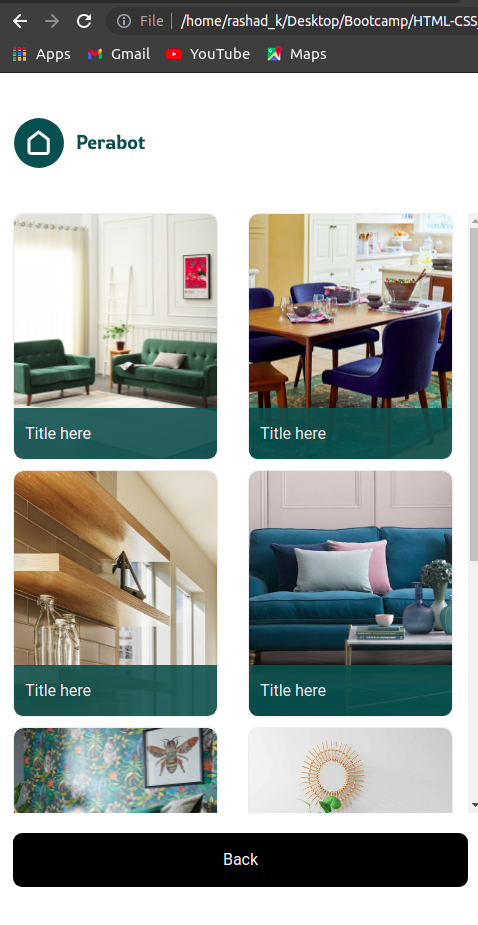 File | /home/rashad_k/Desktop/Bootcamp/HTML-CSS_
Apps Gmail YouTube Maps
Perabot
Title here Title here
Title here Title here
Back